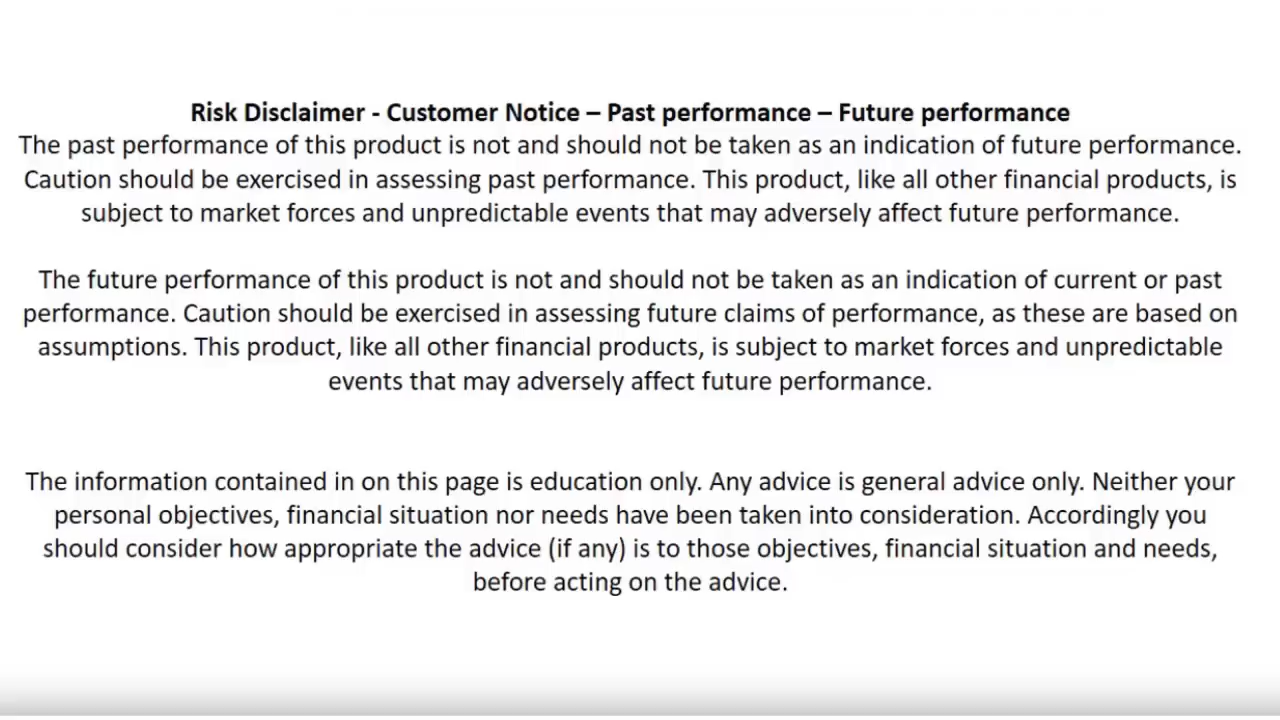 Risk Disclaimer - Customer Notice – Past performance – Future performance
The past performance of this product is not and should not be taken as an indication of future performance.
Caution should be exercised in assessing past performance. This product, like all other financial products, is
subject to market forces and unpredictable events that may adversely affect future performance.
The future performance of this product is not and should not be taken as an indication of current or past
performance. Caution should be exercised in assessing future claims of performance, as these are based on
assumptions. This product, like all other financial products, is subject to market forces and unpredictable
events that may adversely affect future performance.
The information contained in on this page is education only. Any advice is general advice only. Neither your
personal objectives, financial situation nor needs have been taken into consideration. Accordingly you
should consider how appropriate the advice (if any) is to those objectives, financial situation and needs,
before acting on the advice.